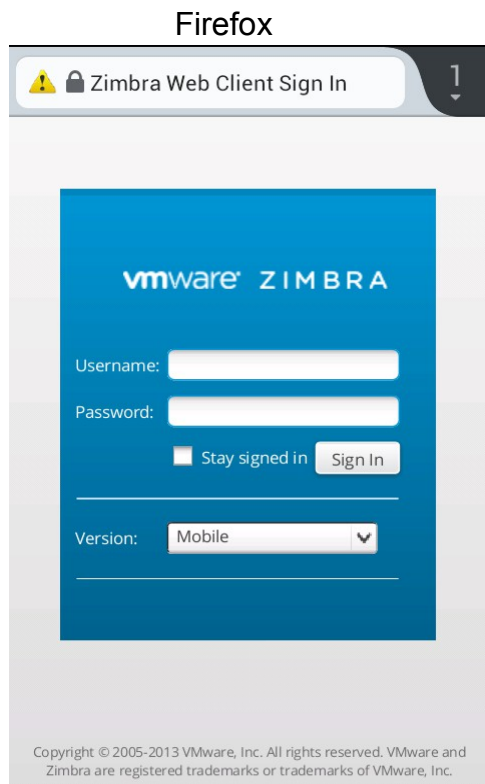 Firefox
Zimbra Web Client Sign In
1
vmware® ZIMBRA
Username:
Password:
Stay signed in Sign In
Version: Mobile
Copyright © 2005-2013 VMware, Inc. All rights reserved. VMware and
Zimbra are registered trademarks or trademarks of VMware, Inc.